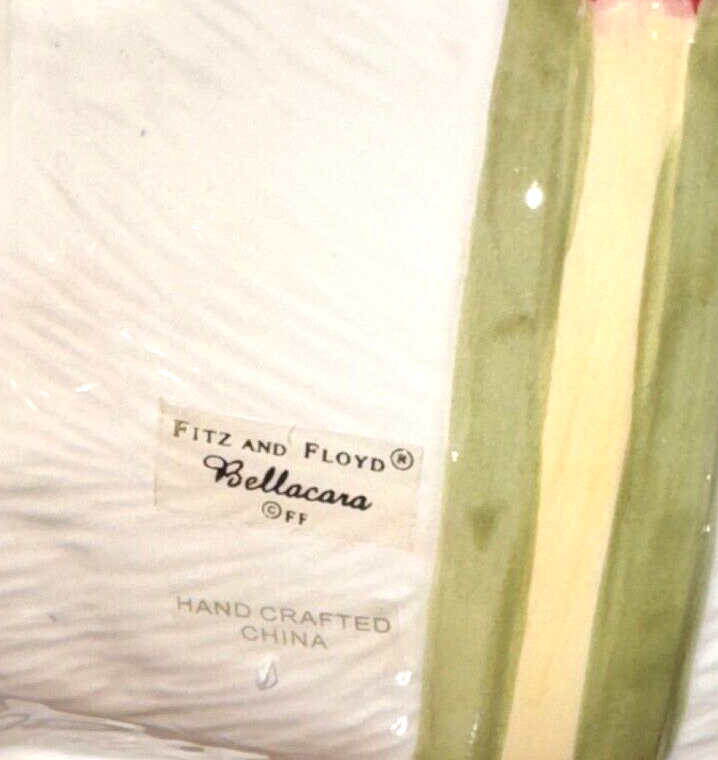 FITZ AND FLOYD®
Bellacara
©FF
HAND CRAFTED
CHINA